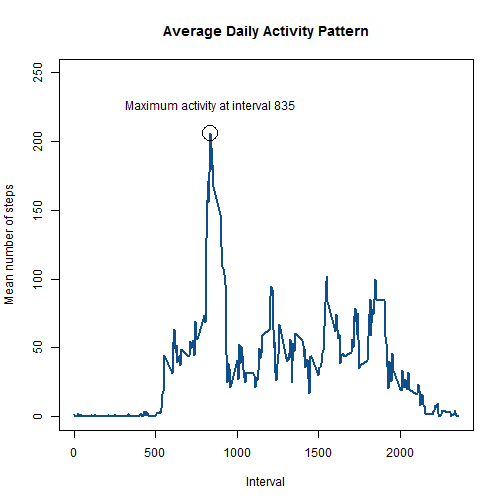 Average Daily Activity Pattern
Maximum activity at interval 835
Mean number of steps
250
200
150
100
50
0
0 500 1000 1500 2000
Interval